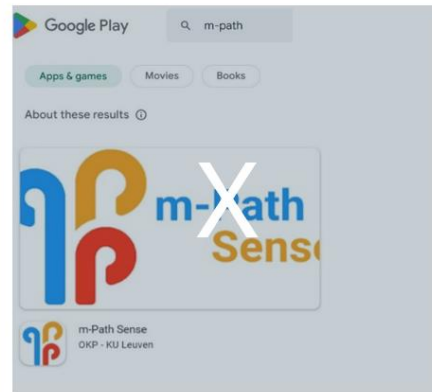 Google Play
m-path
Apps & games
Movies
Books
About these results
m-Path
Sense
X
m-Path Sense
OKP - KU Leuven